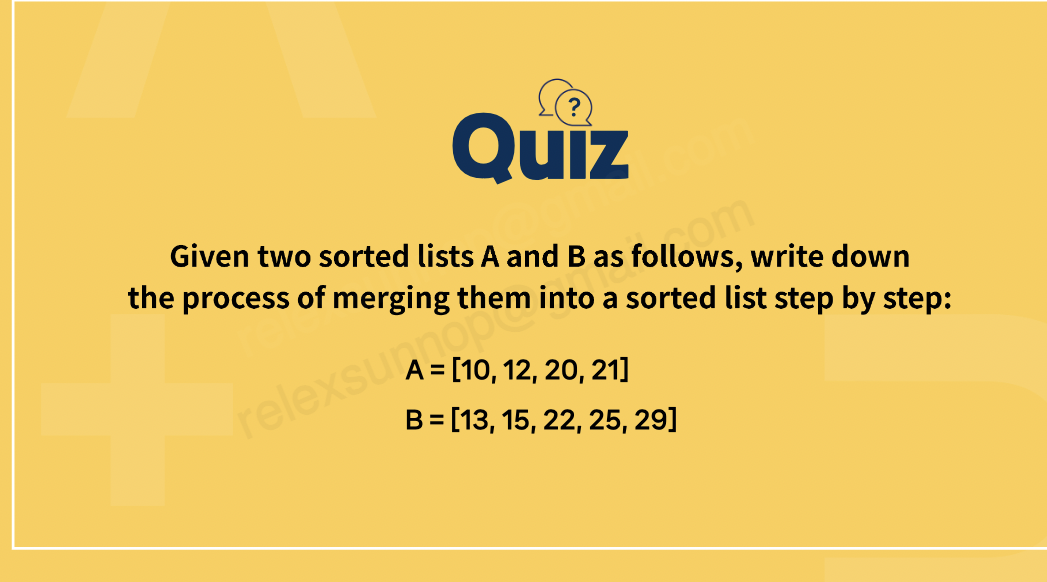 ?
Quiz
Given two sorted lists A and B as follows, write down
the process of merging them into a sorted list step by step:
A = [10, 12, 20, 21]
B = [13, 15, 22, 25, 29]
relexsunnop@gmail.com